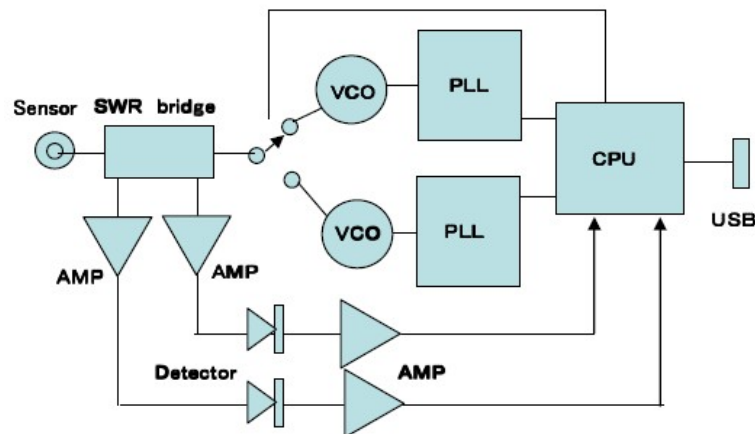 Sensor
SWR bridge
VCO
PLL
CPU
USB
VCO
PLL
AMP
AMP
Detector
AMP